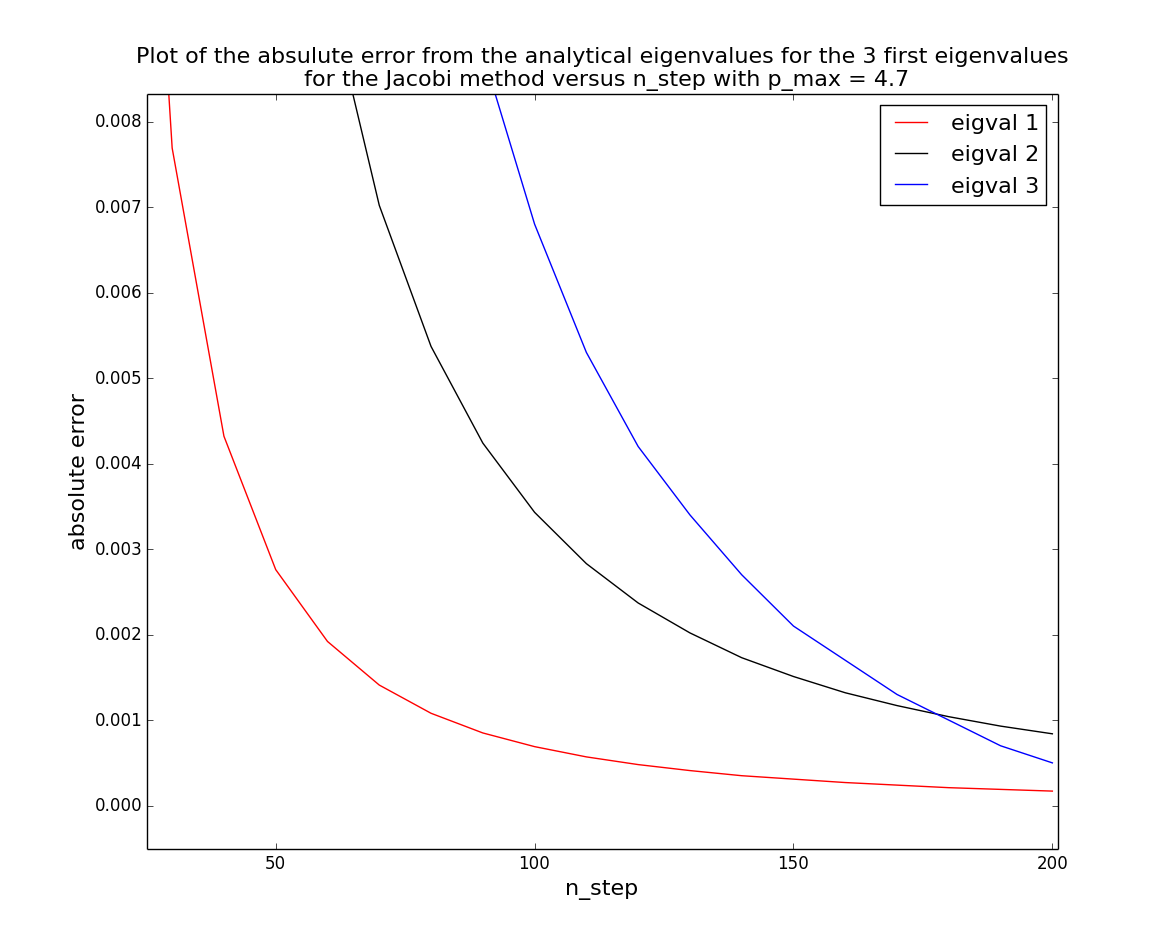 Plot of the absulute error from the analytical eigenvalues for the 3 first eigenvalues
for the Jacobi method versus n_step with p_max = 4.7
eigval 1
eigval 2
eigval 3
absolute error
0.008
0.007
0.006
0.005
0.004
0.003
0.002
0.001
0.000
50
100
150
200
n_step